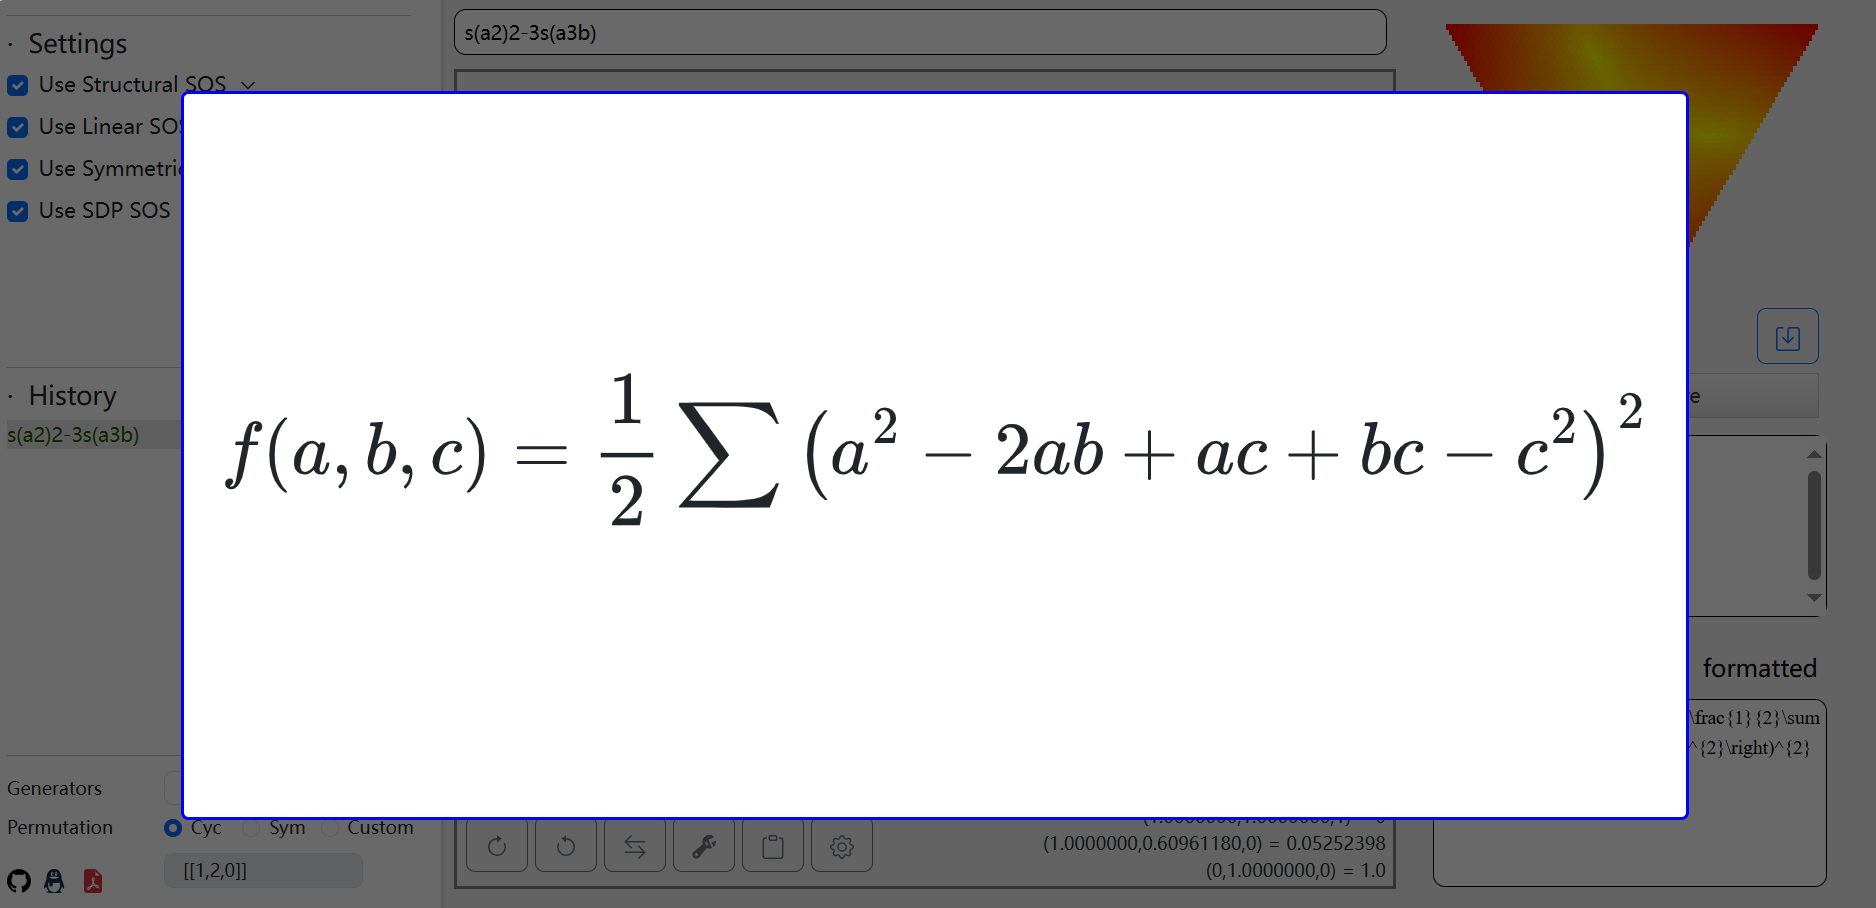 s(a2)2-3s(a3b)
· Settings
Use Structural SOS
Use Linear SOS
Use Symmetric
Use SDP SOS
f(a, b, c) = \frac{1}{2} \sum (a^2 - 2ab + ac + bc - c^2)^2
· History
s(a2)2-3s(a3b)
e
formatted
\frac{1}{2}\sum
^{2}\right)^{2}
Generators
Permutation Cyc Sym Custom
[[1,2,0]]
(1.0000000,0.60961180,0) = 0.05252398
(0,1.0000000,0) = 1.0